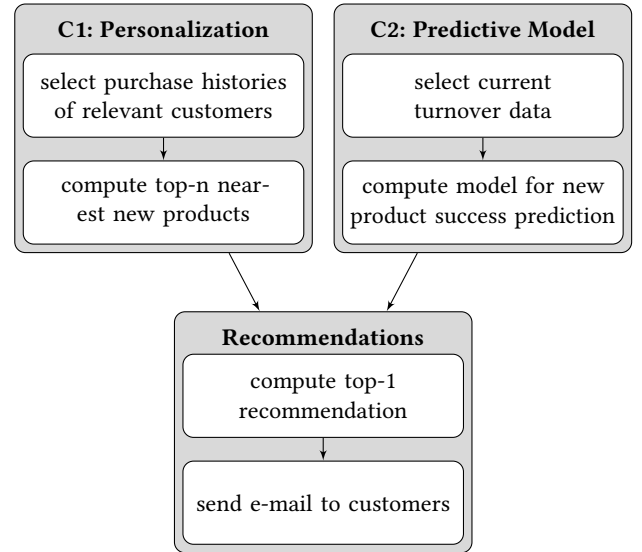 C1: Personalization
select purchase histories
of relevant customers
compute top-n near-
est new products
C2: Predictive Model
select current
turnover data
compute model for new
product success prediction
Recommendations
compute top-1
recommendation
send e-mail to customers